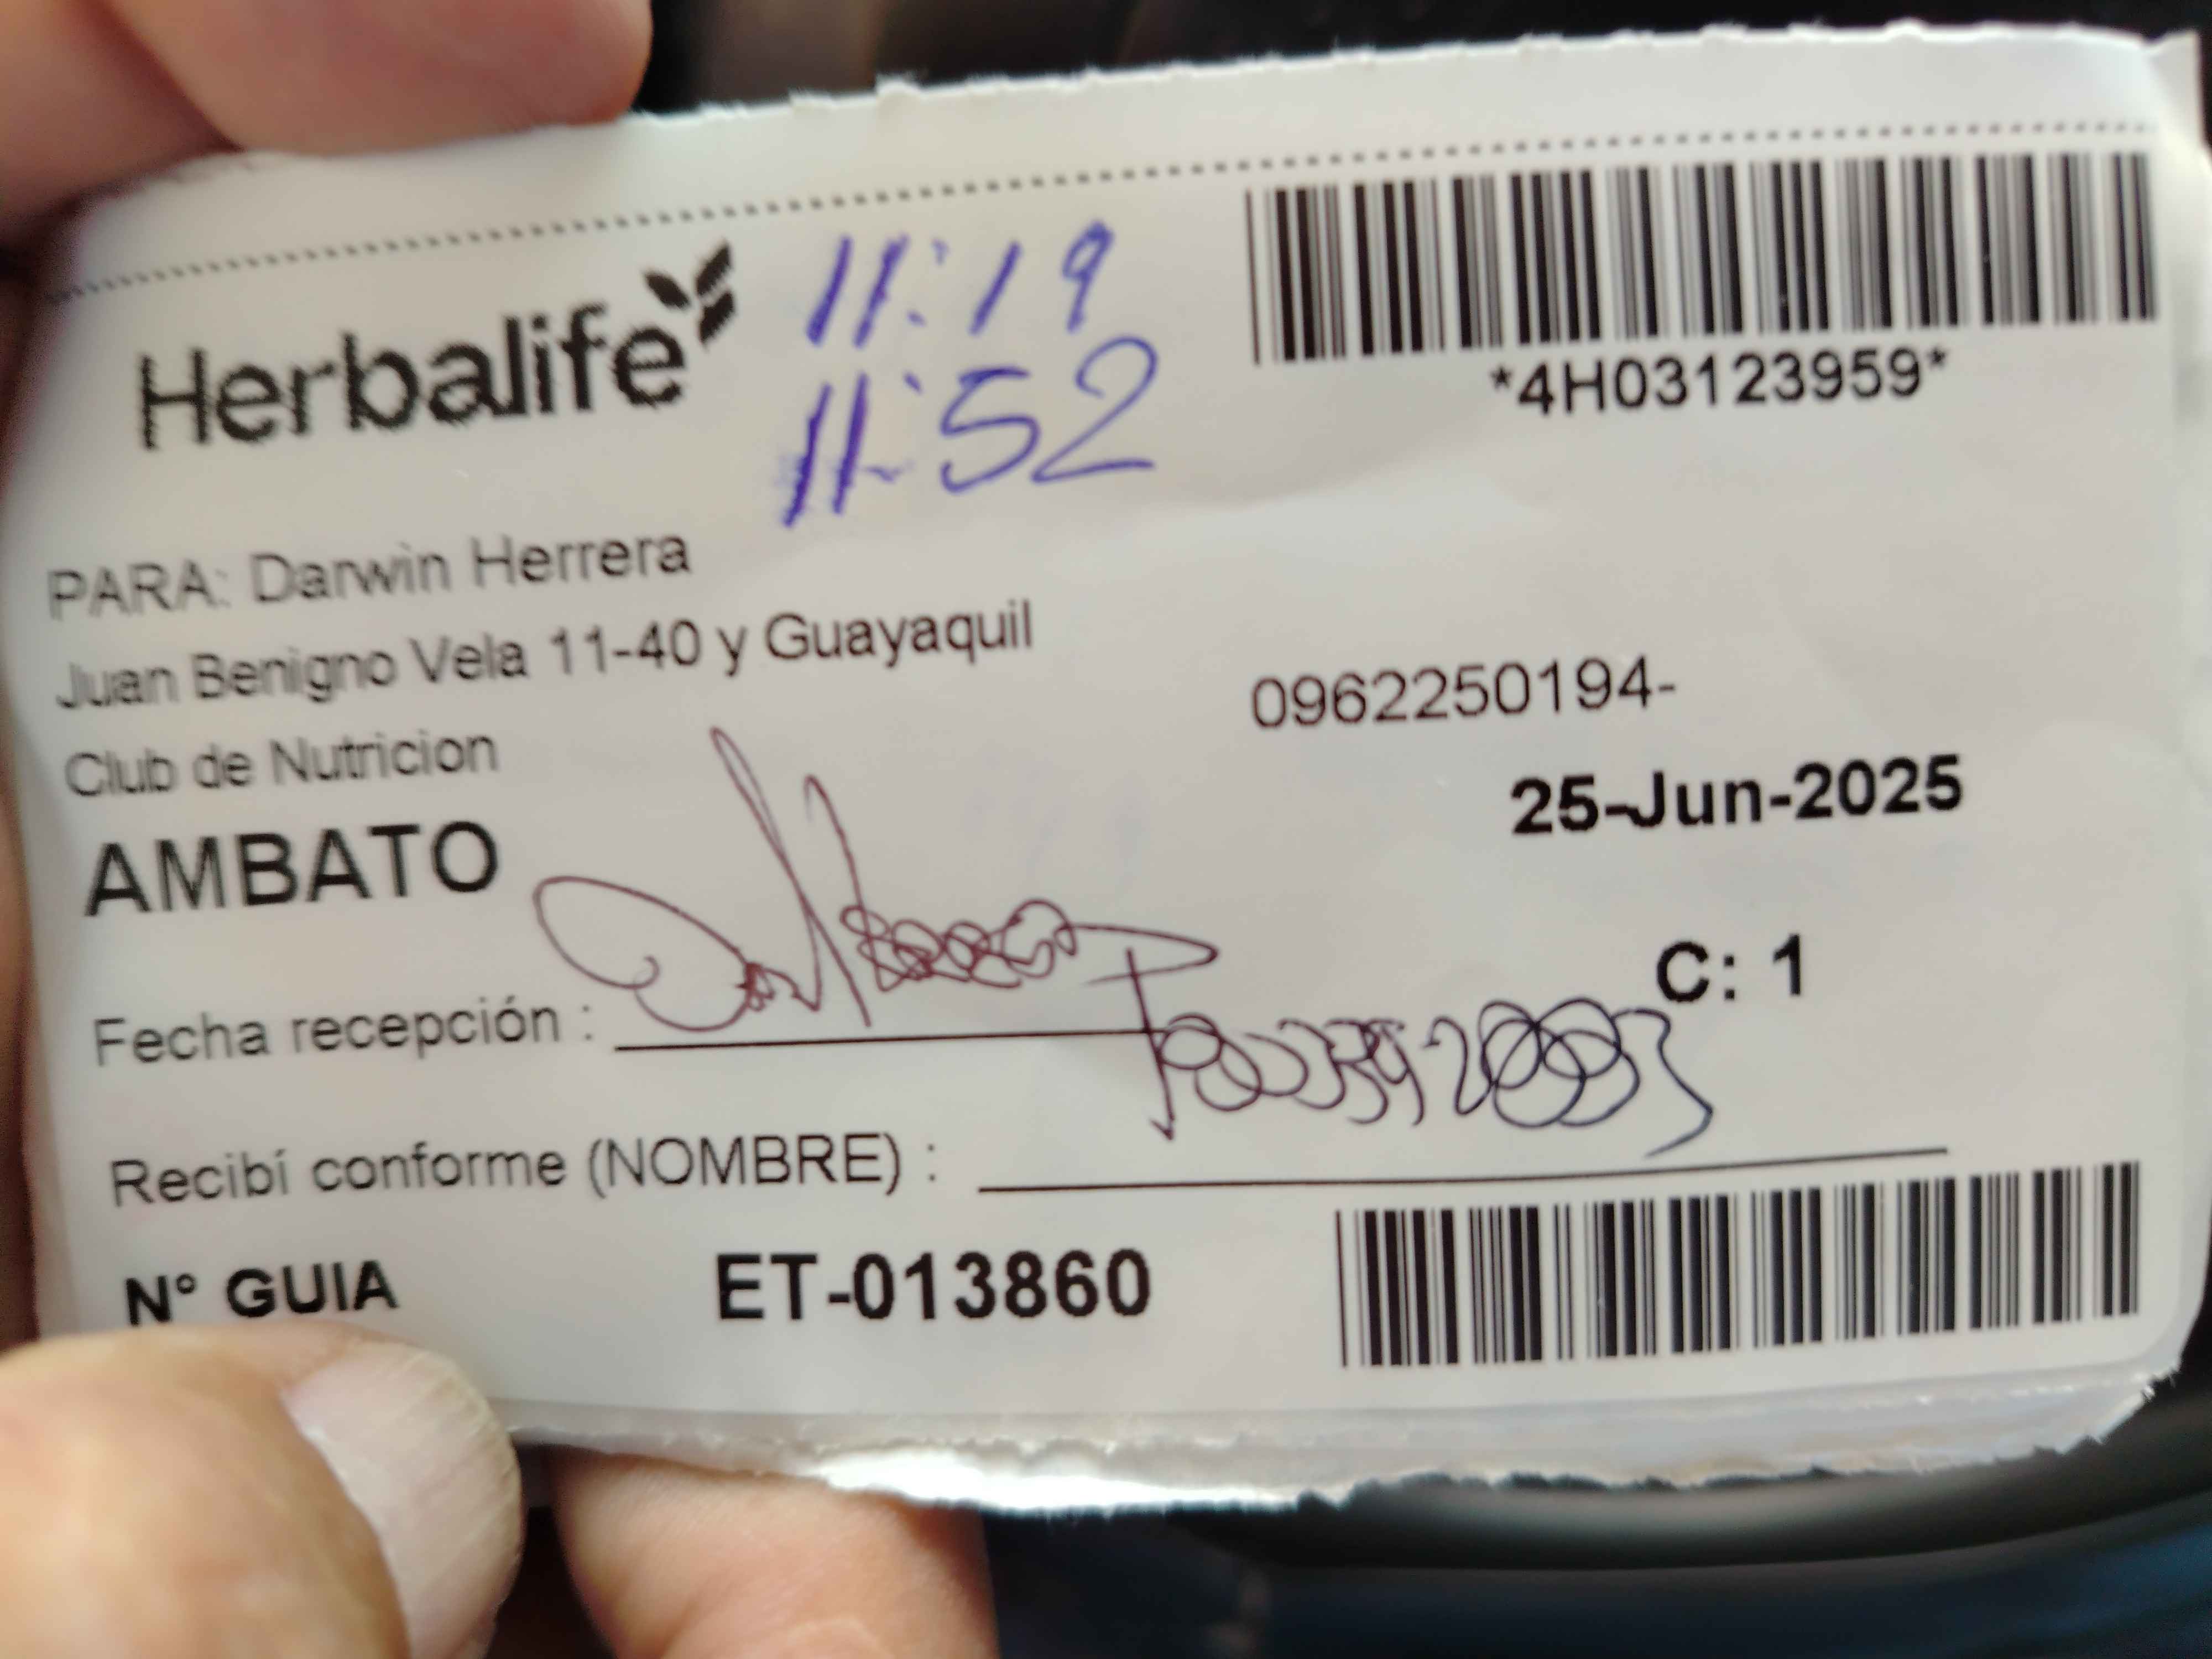 Herbalife
11:19
11:52
*4H03123959*
PARA: Darwin Herrera
Juan Benigno Vela 11-40 y Guayaquil
0962250194-
Club de Nutricion
25-Jun-2025
AMBATO
C: 1
Fecha recepción :
Recibí conforme (NOMBRE) :
N° GUIA ET-013860